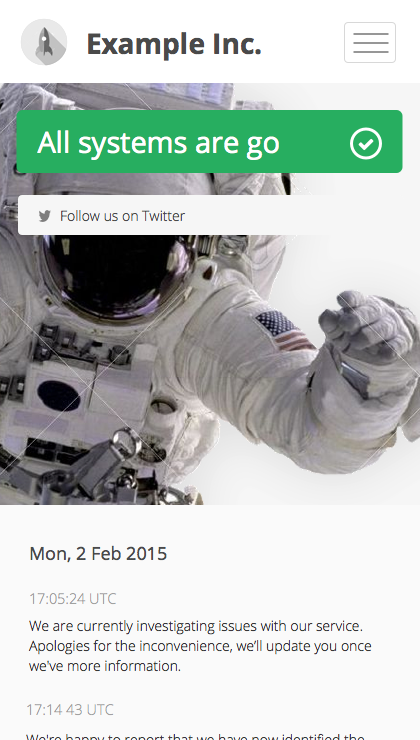 Example Inc.
All systems are go
Follow us on Twitter
Mon, 2 Feb 2015
17:05:24 UTC
We are currently investigating issues with our service.
Apologies for the inconvenience, we’ll update you once
we've more information.
17:14 43 UTC
We're happy to report that we have now identified the